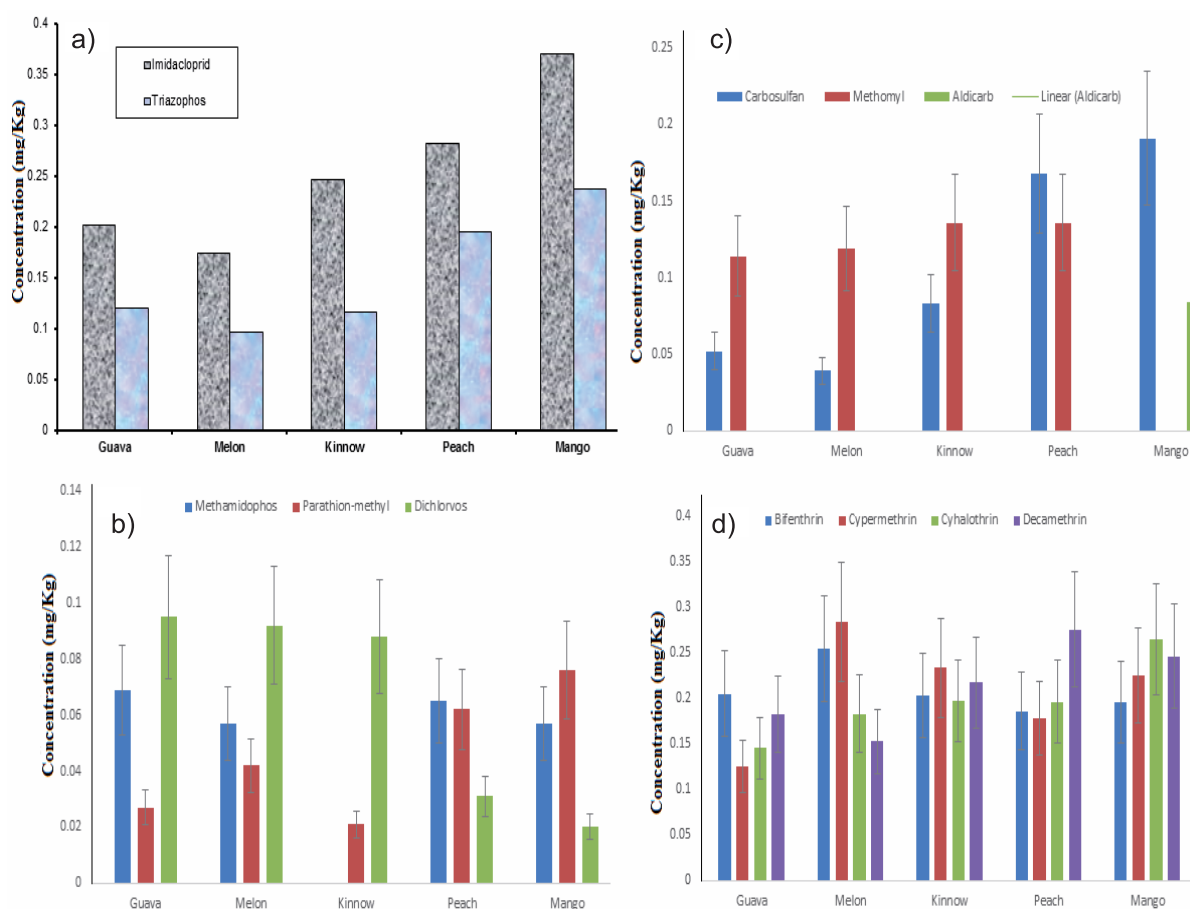 a)
0.4
0.35
0.3
0.25
0.2
0.15
0.1
0.05
0
Concentration (mg/Kg)
Imidacloprid
Triazophos
Guava Melon Kinnow Peach Mango
c)
0.25
0.2
0.15
0.1
0.05
0
Concentration (mg/Kg)
Carbosulfan Methomyl Aldicarb Linear (Aldicarb)
Guava Melon Kinnow Peach Mango
b)
0.14
0.12
0.1
0.08
0.06
0.04
0.02
0
Concentration (mg/Kg)
Methamidophos Parathion-methyl Dichlorvos
Guava Melon Kinnow Peach Mango
d)
0.4
0.35
0.3
0.25
0.2
0.15
0.1
0.05
0
Concentration (mg/Kg)
Bifenthrin Cypermethrin Cyhalothrin Decamethrin
Guava Melon Kinnow Peach Mango